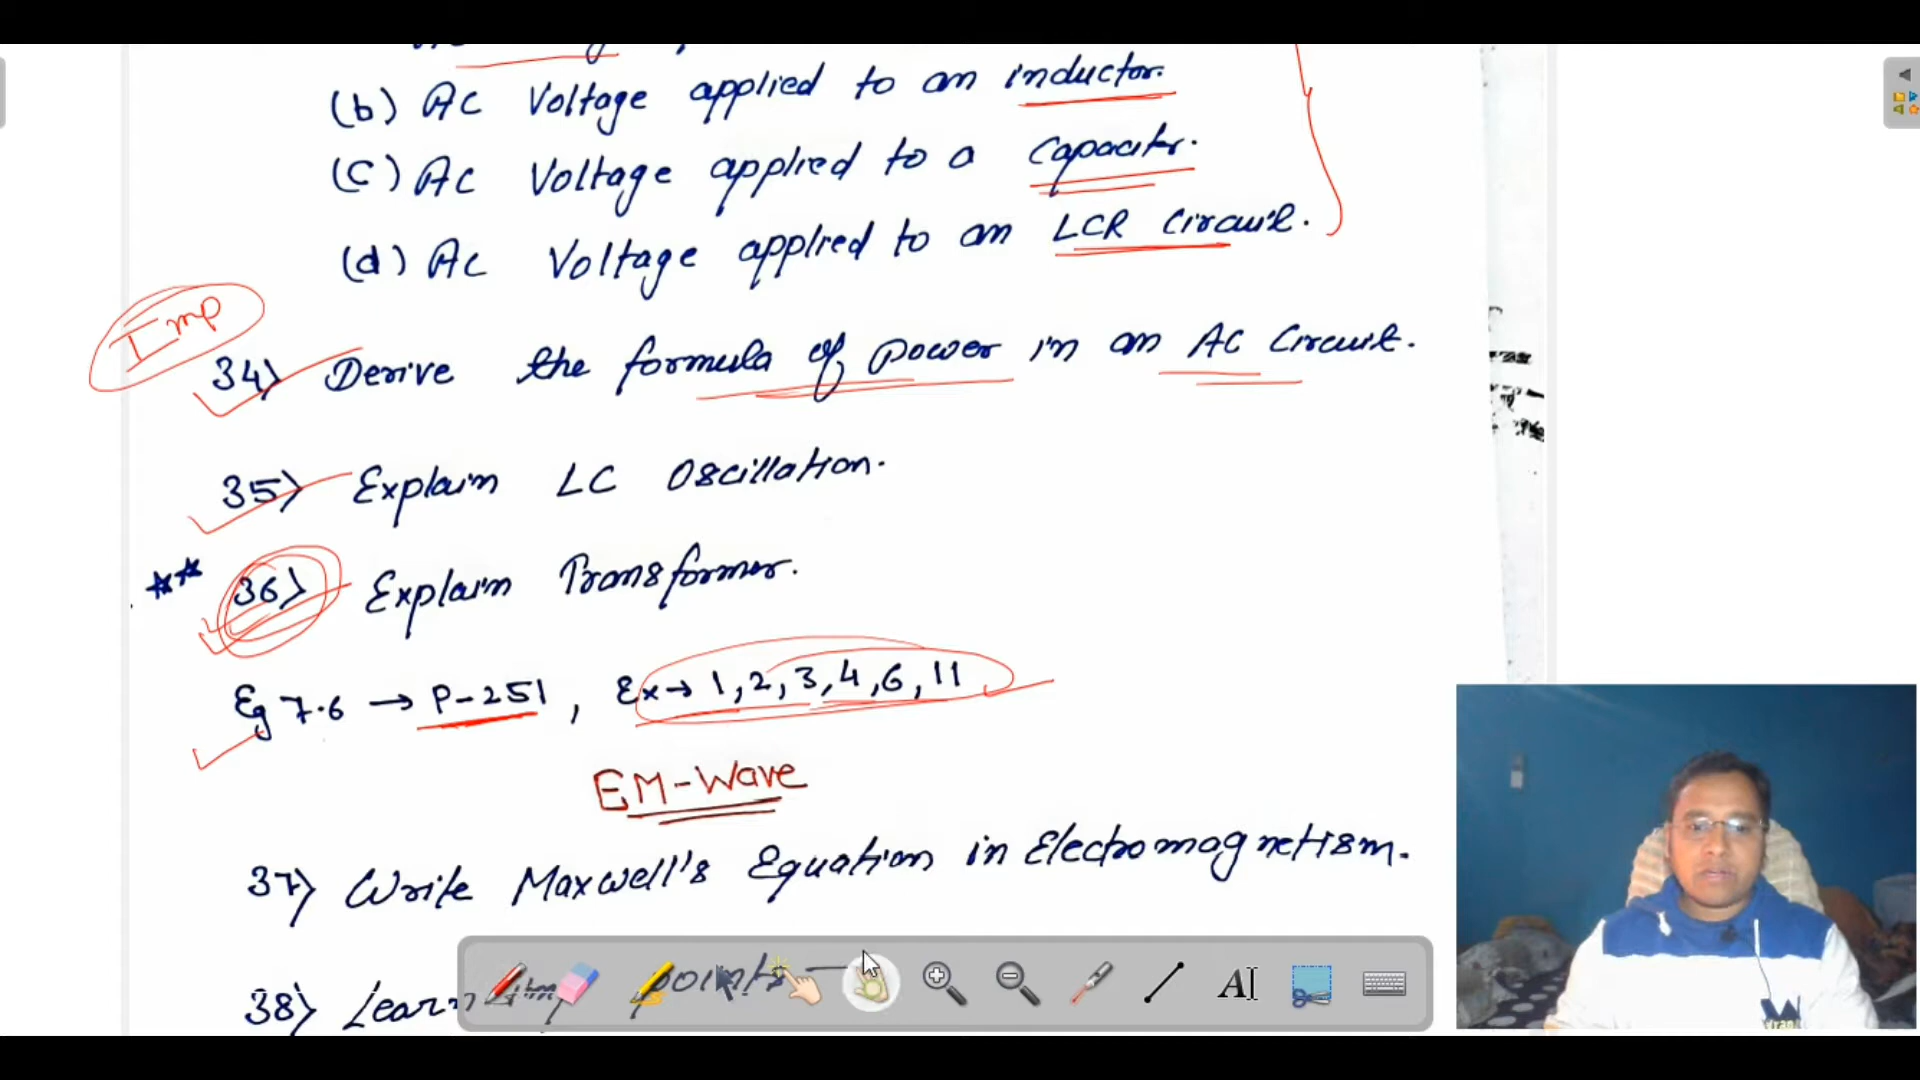 (b) AC Voltage applied to an inductor.
(C) AC Voltage applied to a Capacitor.
(d) AC Voltage applied to an LCR Circuit.
Imp
34) Derive the formula of power in an AC Circuit.
35) Explain LC Oscillation.
** 36) Explain Transformer.
Eg 7.6 → P-251, Ex→ 1,2,3,4,6,11
EM-Wave
37) Write Maxwell's Equation in Electromagnetism.
38) Learn points —
AI
W